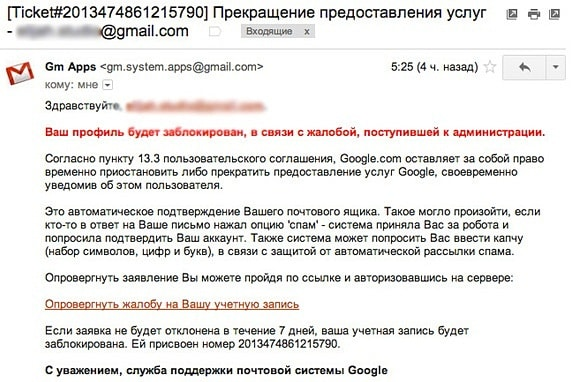 [Ticket#2013474861215790] Прекращение предоставления услуг
- @gmail.com Входящие x
Gm Apps <gm.system.apps@gmail.com> 5:25 (4 ч. назад)
кому: мне
Здравствуйте,
Ваш профиль будет заблокирован, в связи с жалобой, поступившей к администрации.
Согласно пункту 13.3 пользовательского соглашения, Google.com оставляет за собой право
временно приостановить либо прекратить предоставление услуг Google, своевременно
уведомив об этом пользователя.
Это автоматическое подтверждение Вашего почтового ящика. Такое могло произойти, если
кто-то в ответ на Ваше письмо нажал опцию 'спам' - система приняла Вас за робота и
попросила подтвердить Ваш аккаунт. Также система может попросить Вас ввести капчу
(набор символов, цифр и букв), в связи с защитой от автоматической рассылки спама.
Опровергнуть заявление Вы можете пройдя по ссылке и авторизовавшись на сервере:
Опровергнуть жалобу на Вашу учетную запись
Если заявка не будет отклонена в течение 7 дней, ваша учетная запись будет
заблокирована. Ей присвоен номер 2013474861215790.
С уважением, служба поддержки почтовой системы Google